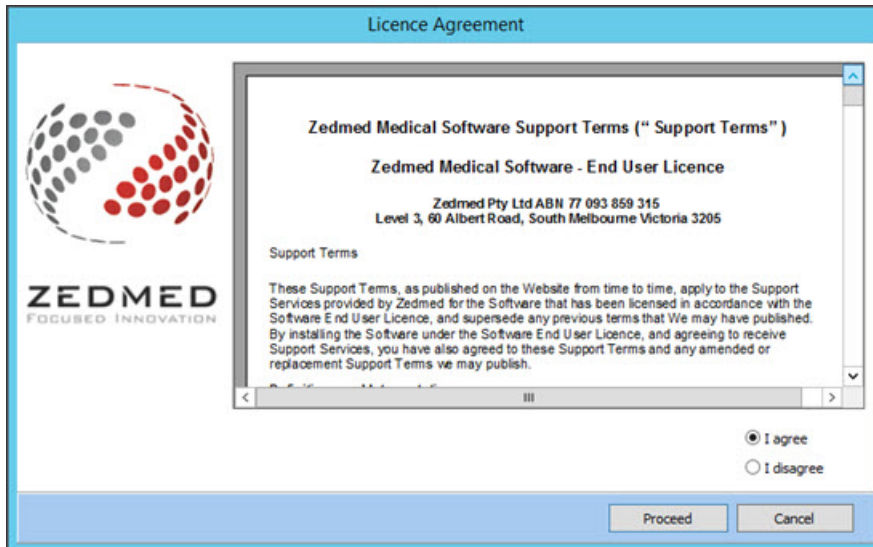 Licence Agreement
ZEDMED
FOCUSED INNOVATION
Zedmed Medical Software Support Terms (“ Support Terms” )
Zedmed Medical Software - End User Licence
Zedmed Pty Ltd ABN 77 093 859 315
Level 3, 60 Albert Road, South Melbourne Victoria 3205
Support Terms
These Support Terms, as published on the Website from time to time, apply to the Support
Services provided by Zedmed for the Software that has been licensed in accordance with the
Software End User Licence, and supersede any previous terms that We may have published.
By installing the Software under the Software End User Licence, and agreeing to receive
Support Services, you have also agreed to these Support Terms and any amended or
replacement Support Terms we may publish.
I agree
I disagree
Proceed
Cancel